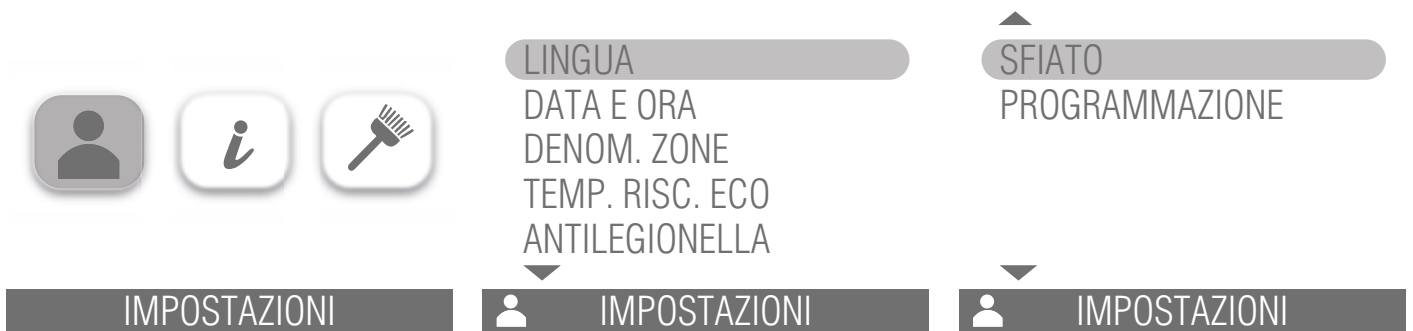 IMPOSTAZIONI
LINGUA
DATA E ORA
DENOM. ZONE
TEMP. RISC. ECO
ANTILEGIONELLA
IMPOSTAZIONI
SFIATO
PROGRAMMAZIONE
IMPOSTAZIONI